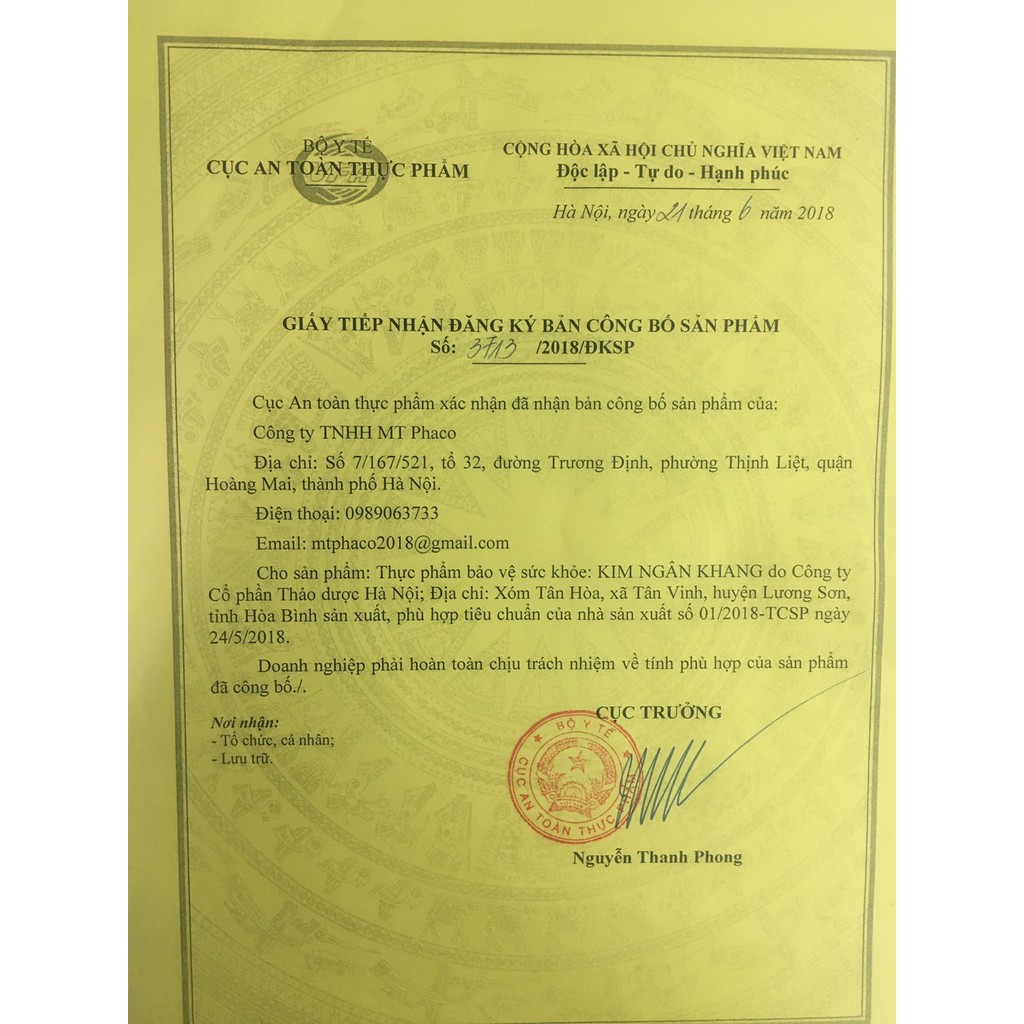 BỘ Y TẾ
CỤC AN TOÀN THỰC PHẨM
CỘNG HÒA XÃ HỘI CHỦ NGHĨA VIỆT NAM
Độc lập - Tự do - Hạnh phúc
Hà Nội, ngày 21 tháng 6 năm 2018
GIẤY TIẾP NHẬN ĐĂNG KÝ BẢN CÔNG BỐ SẢN PHẨM
Số: 3713 /2018/ĐKSP
Cục An toàn thực phẩm xác nhận đã nhận bản công bố sản phẩm của:
Công ty TNHH MT Phaco
Địa chỉ: Số 7/167/521, tổ 32, đường Trương Định, phường Thịnh Liệt, quận
Hoàng Mai, thành phố Hà Nội.
Điện thoại: 0989063733
Email: mtphaco2018@gmail.com
Cho sản phẩm: Thực phẩm bảo vệ sức khỏe: KIM NGÂN KHANG do Công ty
Cổ phần Thảo dược Hà Nội; Địa chỉ: Xóm Tân Hòa, xã Tân Vinh, huyện Lương Sơn,
tỉnh Hòa Bình sản xuất, phù hợp tiêu chuẩn của nhà sản xuất số 01/2018-TCSP ngày
24/5/2018.
Doanh nghiệp phải hoàn toàn chịu trách nhiệm về tính phù hợp của sản phẩm
đã công bố./.
Nơi nhận:
- Tổ chức, cá nhân;
- Lưu trữ.
CỤC TRƯỞNG
BỘ Y TẾ
CỤC AN TOÀN THỰC PHẨM
Nguyễn Thanh Phong